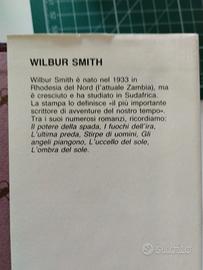 WILBUR SMITH
Wilbur Smith è nato nel 1933 in
Rhodesia del Nord (l'attuale Zambia), ma
è cresciuto e ha studiato in Sudafrica.
La stampa lo definisce «il più importante
scrittore di avventure del nostro tempo».
Tra i suoi numerosi romanzi, ricordiamo:
Il potere della spada, I fuochi dell'ira,
L'ultima preda, Stirpe di uomini, Gli
angeli piangono, L'uccello del sole,
L'ombra del sole.
subito.it